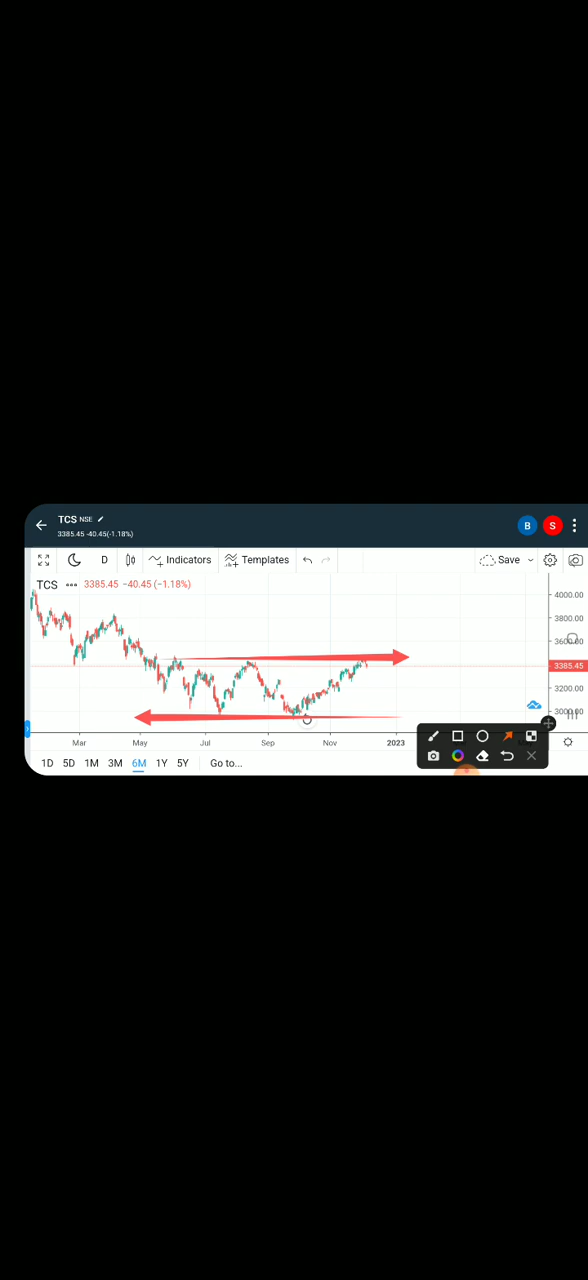 TCS NSE
3385.45 -40.45(-1.18%)
B S
D Indicators Templates Save
TCS 3385.45 −40.45 (−1.18%)
4000.00
3800.00
3600.00
3385.45
3200.00
3000.00
Mar May Jul Sep Nov 2023
1D 5D 1M 3M 6M 1Y 5Y Go to...